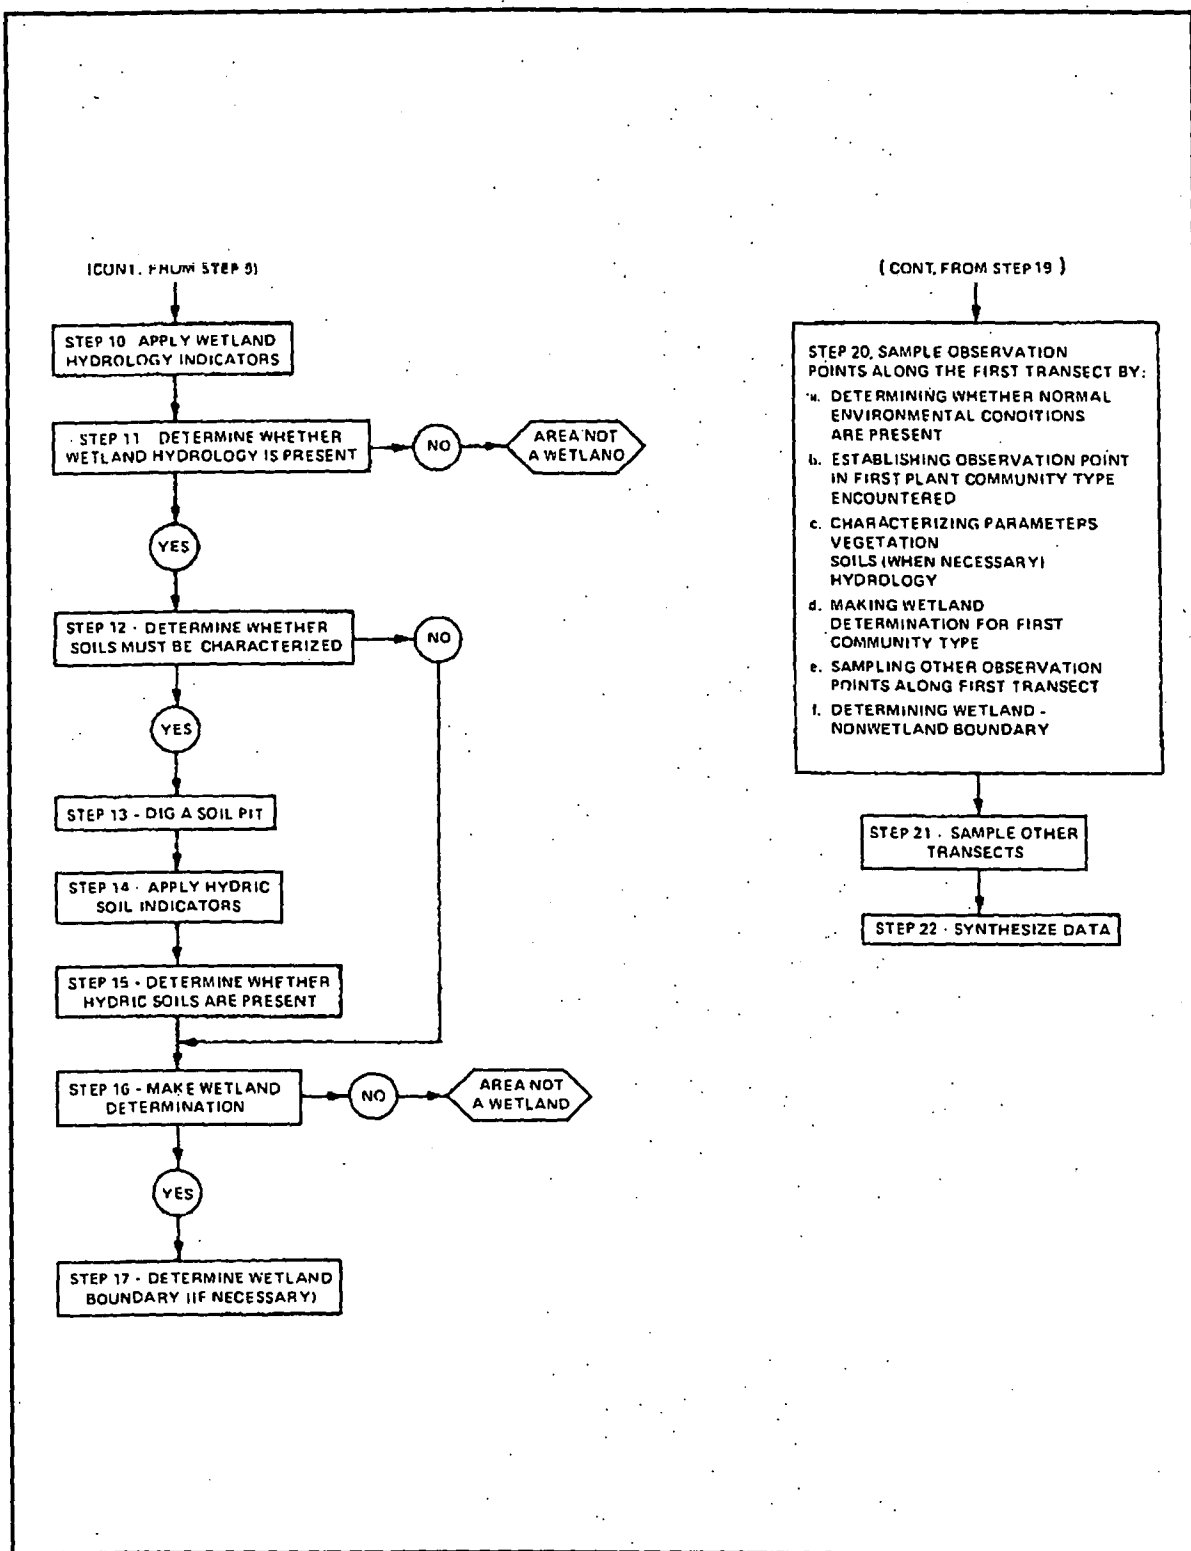 (CONT. FROM STEP 9)
STEP 10 APPLY WETLAND
HYDROLOGY INDICATORS
STEP 11 DETERMINE WHETHER
WETLAND HYDROLOGY IS PRESENT
NO
AREA NOT
A WETLAND
YES
STEP 12 - DETERMINE WHETHER
SOILS MUST BE CHARACTERIZED
NO
YES
STEP 13 - DIG A SOIL PIT
STEP 14 - APPLY HYDRIC
SOIL INDICATORS
STEP 15 - DETERMINE WHETHER
HYDRIC SOILS ARE PRESENT
STEP 16 - MAKE WETLAND
DETERMINATION
NO
AREA NOT
A WETLAND
YES
STEP 17 - DETERMINE WETLAND
BOUNDARY (IF NECESSARY)
(CONT. FROM STEP 19)
STEP 20, SAMPLE OBSERVATION
POINTS ALONG THE FIRST TRANSECT BY:
a. DETERMINING WHETHER NORMAL
ENVIRONMENTAL CONDITIONS
ARE PRESENT
b. ESTABLISHING OBSERVATION POINT
IN FIRST PLANT COMMUNITY TYPE
ENCOUNTERED
c. CHARACTERIZING PARAMETERS
VEGETATION
SOILS (WHEN NECESSARY)
HYDROLOGY
d. MAKING WETLAND
DETERMINATION FOR FIRST
COMMUNITY TYPE
e. SAMPLING OTHER OBSERVATION
POINTS ALONG FIRST TRANSECT
f. DETERMINING WETLAND -
NONWETLAND BOUNDARY
STEP 21 - SAMPLE OTHER
TRANSECTS
STEP 22 - SYNTHESIZE DATA